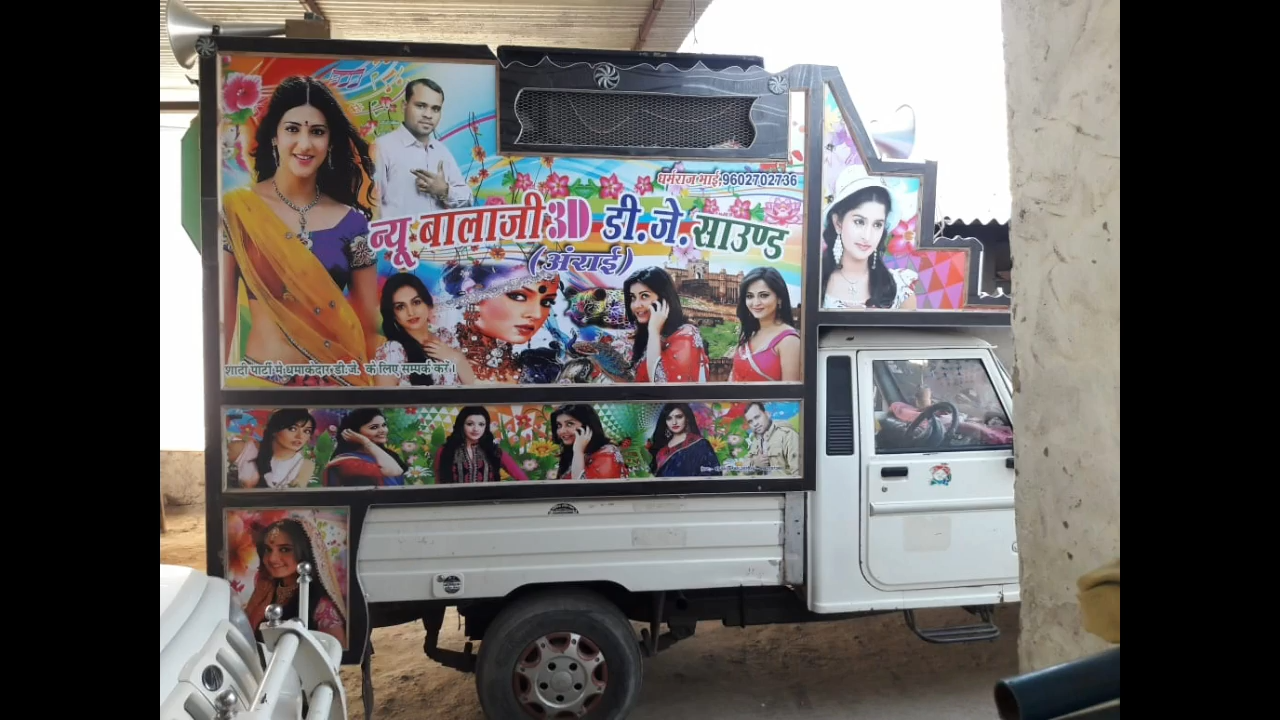 धर्मराज भाई,9602702736
न्यू बालाजी 3D डी.जे. साउण्ड
(अंराई)
शादी पार्टी मे धमाकेदार डी.जे. के लिए सम्पर्क करें।